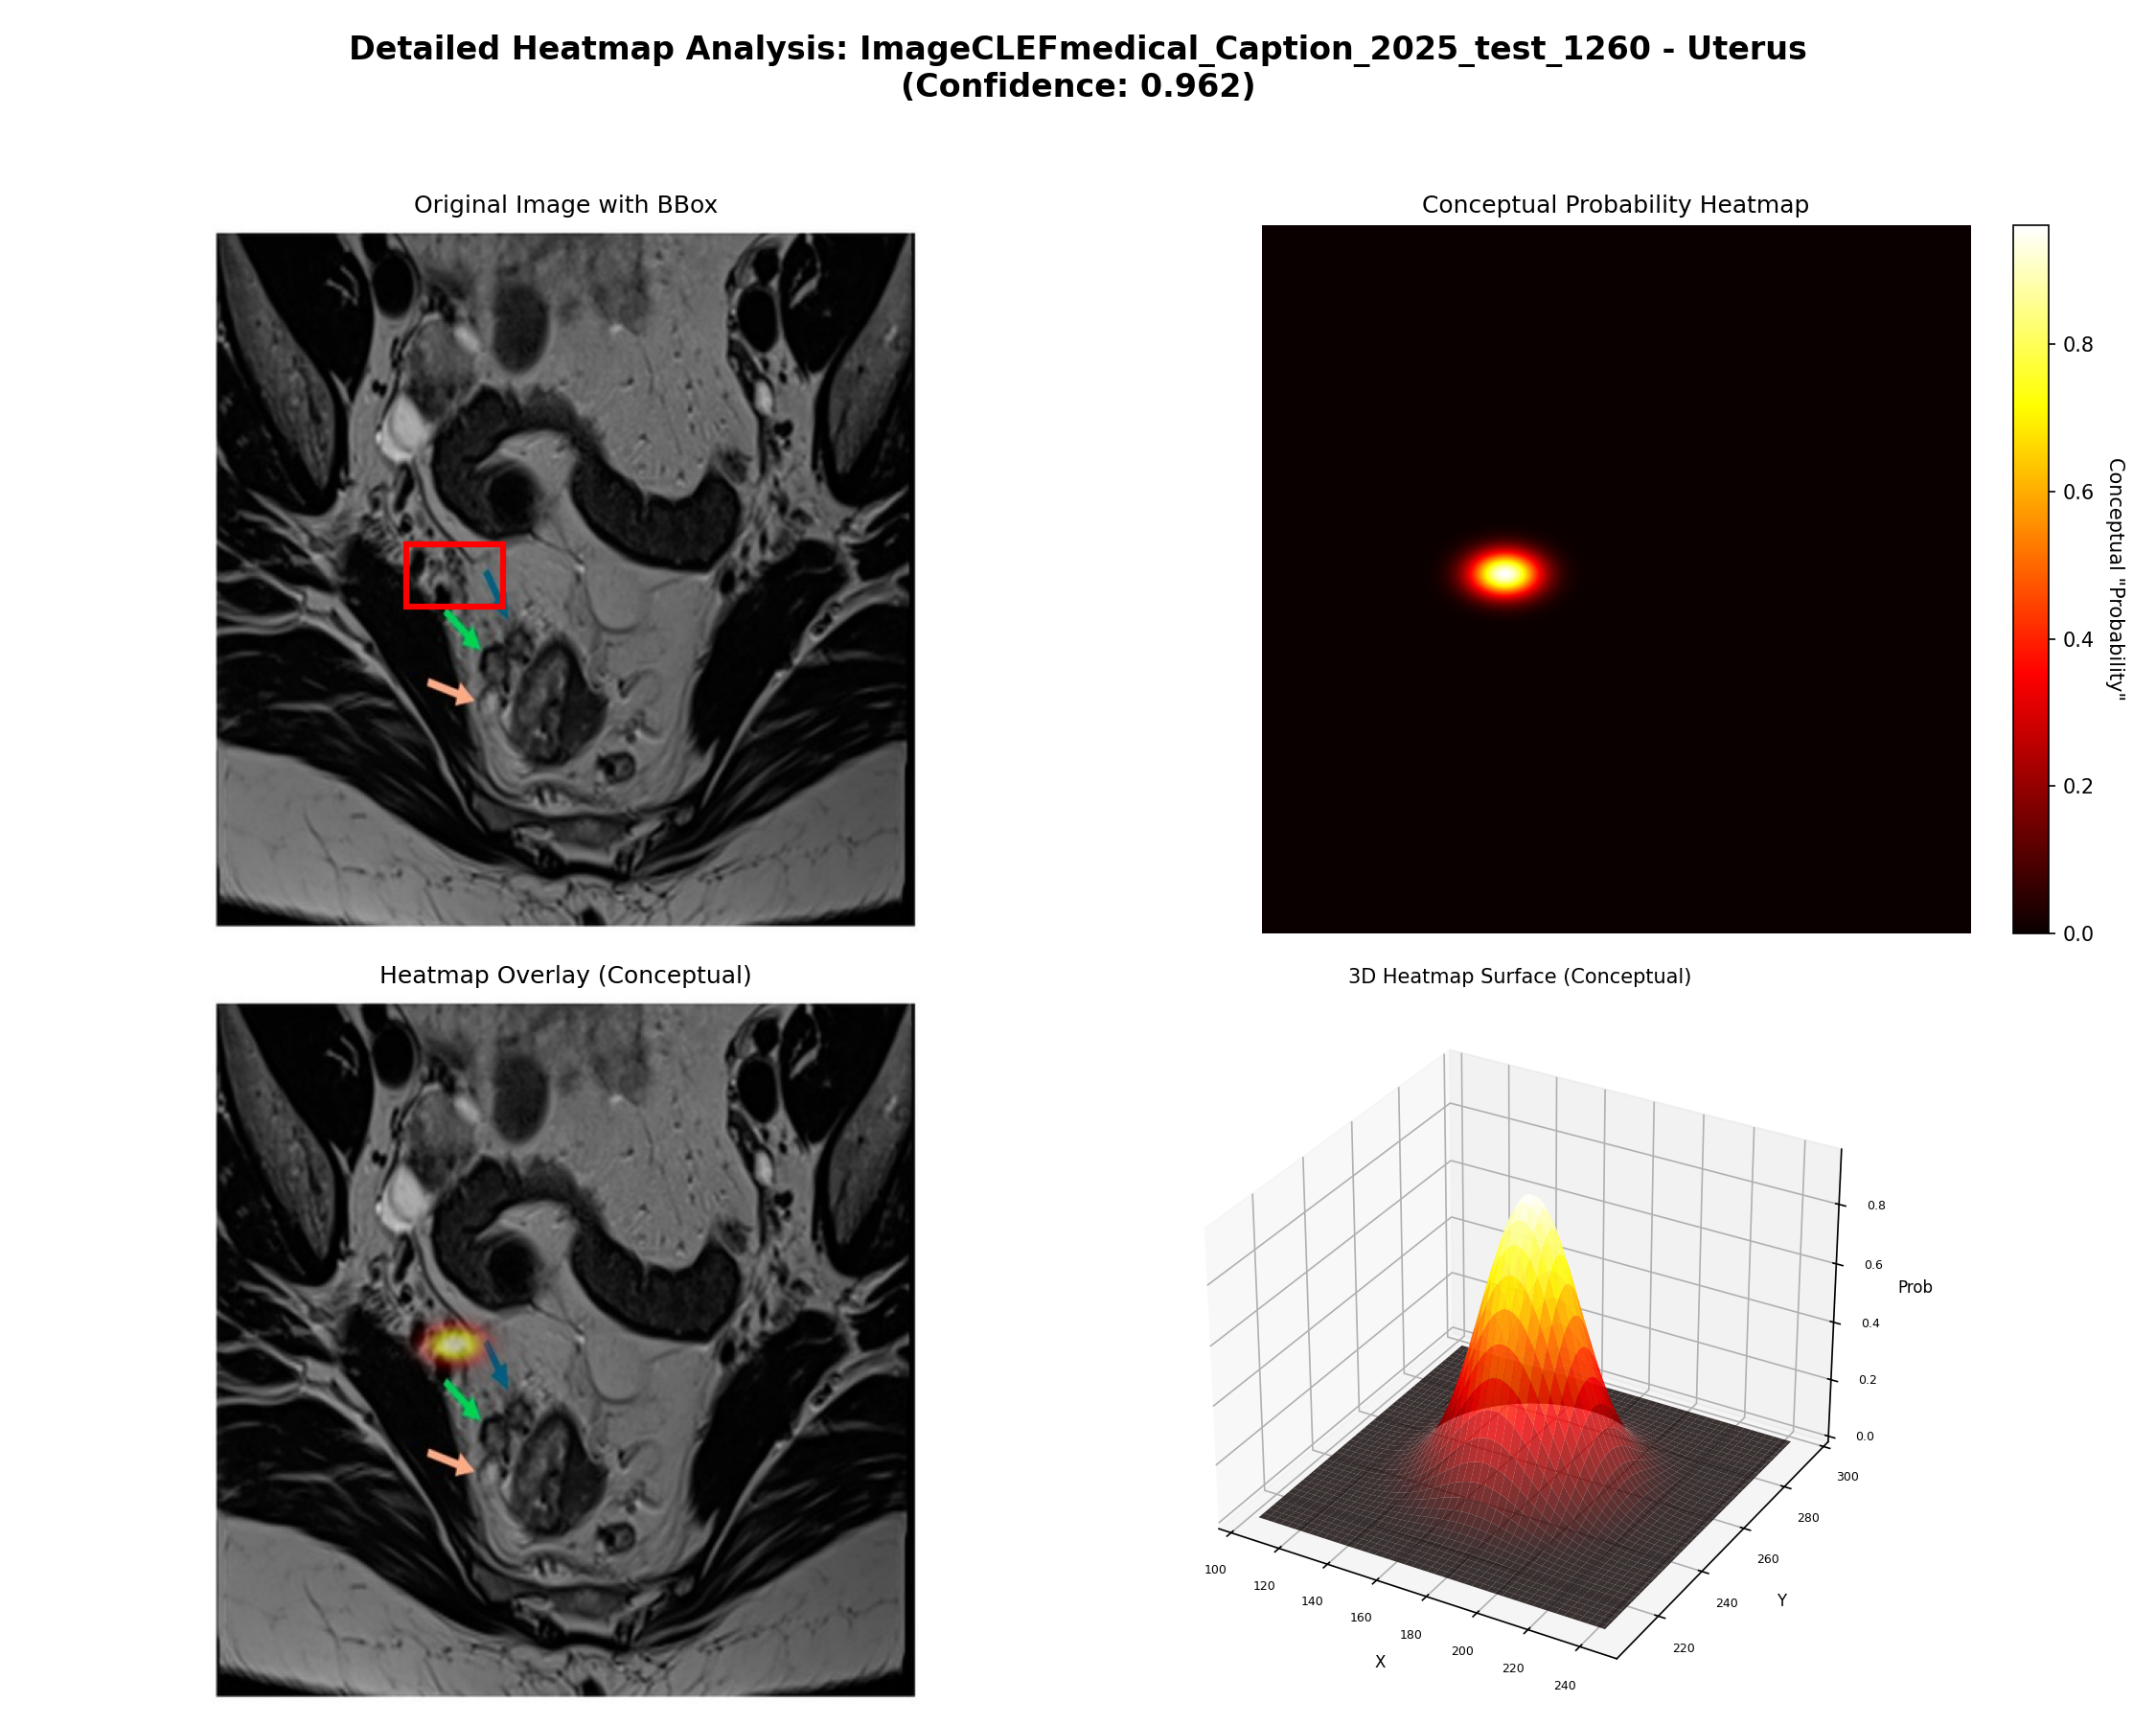 Detailed Heatmap Analysis: ImageCLEFmedical_Caption_2025_test_1260 - Uterus
(Confidence: 0.962)
Original Image with BBox
Conceptual Probability Heatmap
0.8
0.6
0.4
0.2
0.0
Conceptual "Probability"
Heatmap Overlay (Conceptual)
3D Heatmap Surface (Conceptual)
0.8
0.6
0.4
0.2
0.0
Prob
300
280
260
240
220
Y
100
120
140
160
180
200
220
240
X